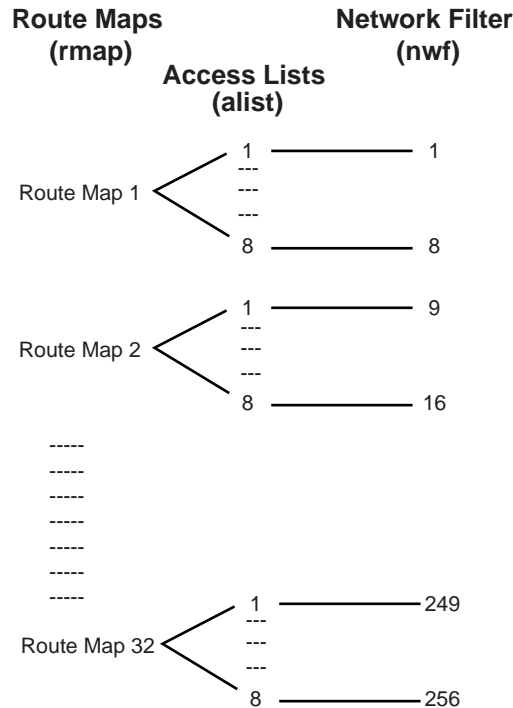 Route Maps
(rmap)
Access Lists
(alist)
Network Filter
(nwf)
1 1
---
Route Map 1 ---
---
8 8
1 9
---
Route Map 2 ---
---
8 16
-----
-----
-----
-----
-----
-----
-----
1 249
---
Route Map 32 ---
---
8 256